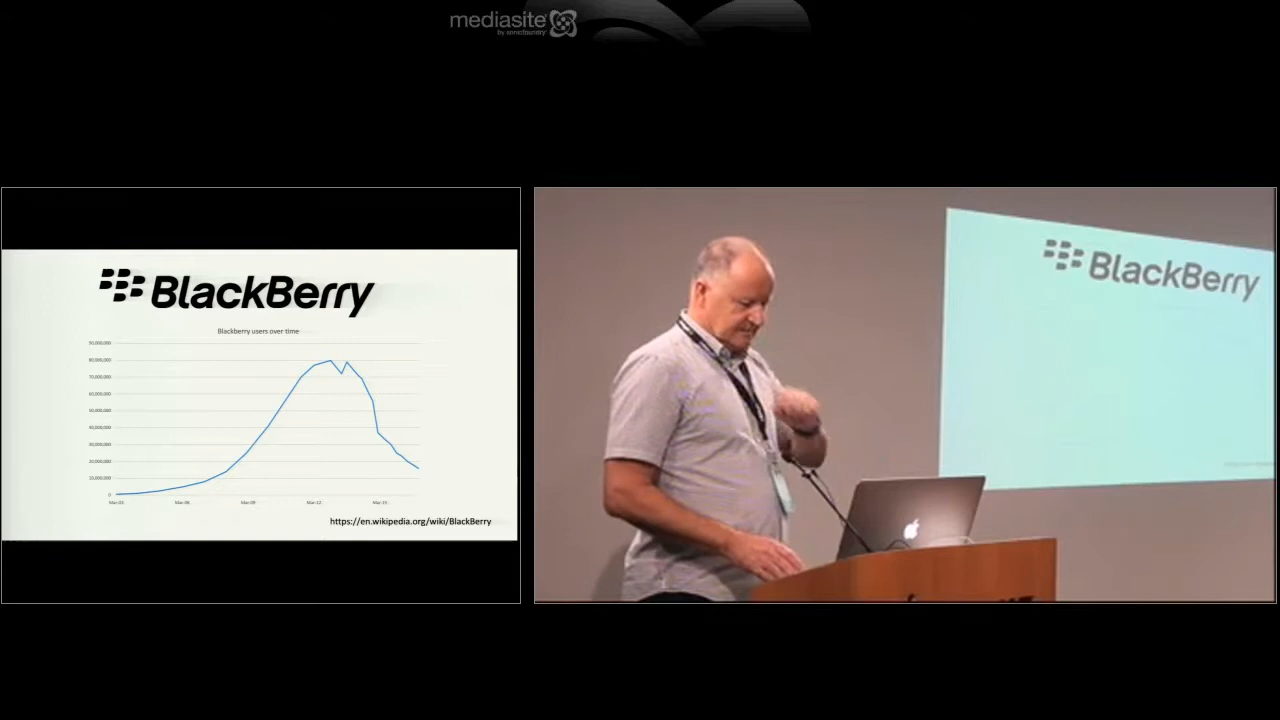 mediasite
by sonicfoundry
BlackBerry
Blackberry users over time
90,000,000
80,000,000
70,000,000
60,000,000
50,000,000
40,000,000
30,000,000
20,000,000
10,000,000
0
Mar-03 Mar-06 Mar-09 Mar-12 Mar-15
https://en.wikipedia.org/wiki/BlackBerry
BlackBerry